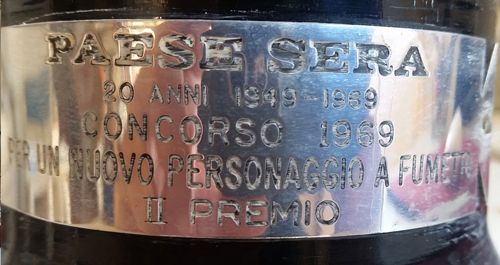 PAESE SERA
20 ANNI 1949-1969
CONCORSO 1969
PER UN NUOVO PERSONAGGIO A FUMETTI
II PREMIO